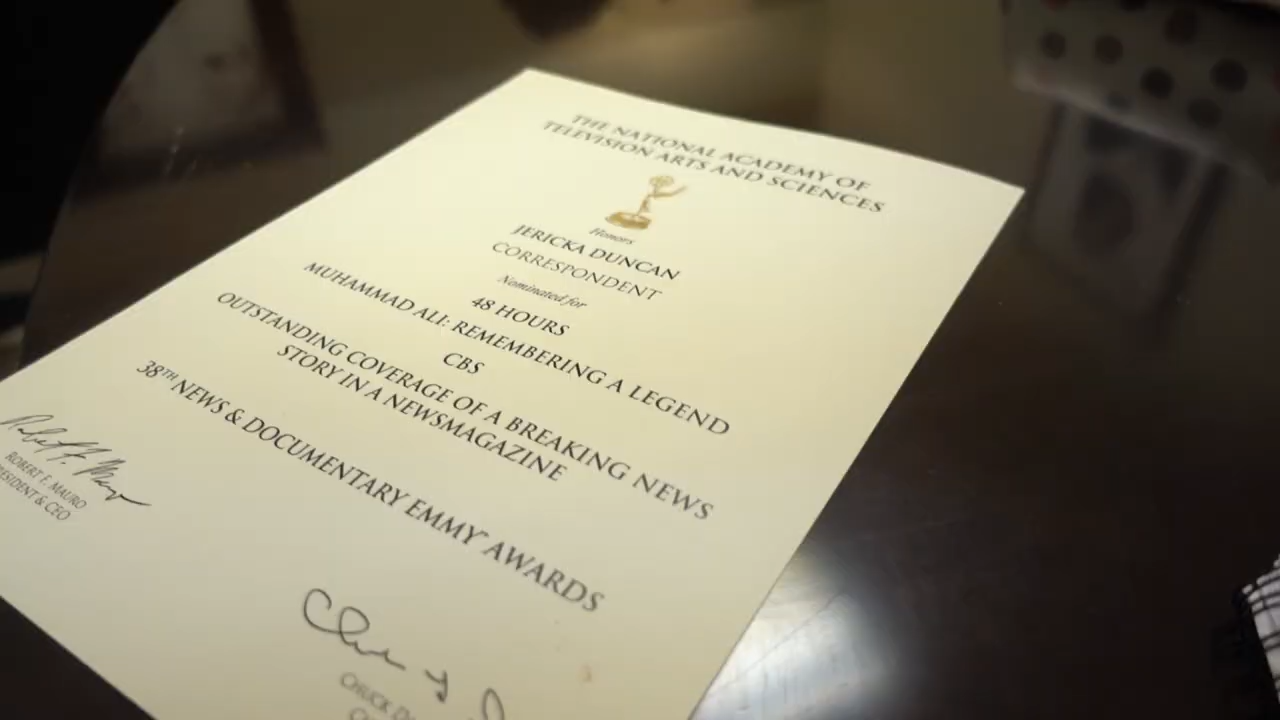 THE NATIONAL ACADEMY OF
TELEVISION ARTS AND SCIENCES
Honors
JERICKA DUNCAN
CORRESPONDENT
Nominated for
48 HOURS
MUHAMMAD ALI: REMEMBERING A LEGEND
CBS
OUTSTANDING COVERAGE OF A BREAKING NEWS
STORY IN A NEWSMAGAZINE
38TH NEWS & DOCUMENTARY EMMY® AWARDS
ROBERT F. MAURO
PRESIDENT & CEO
CHUCK